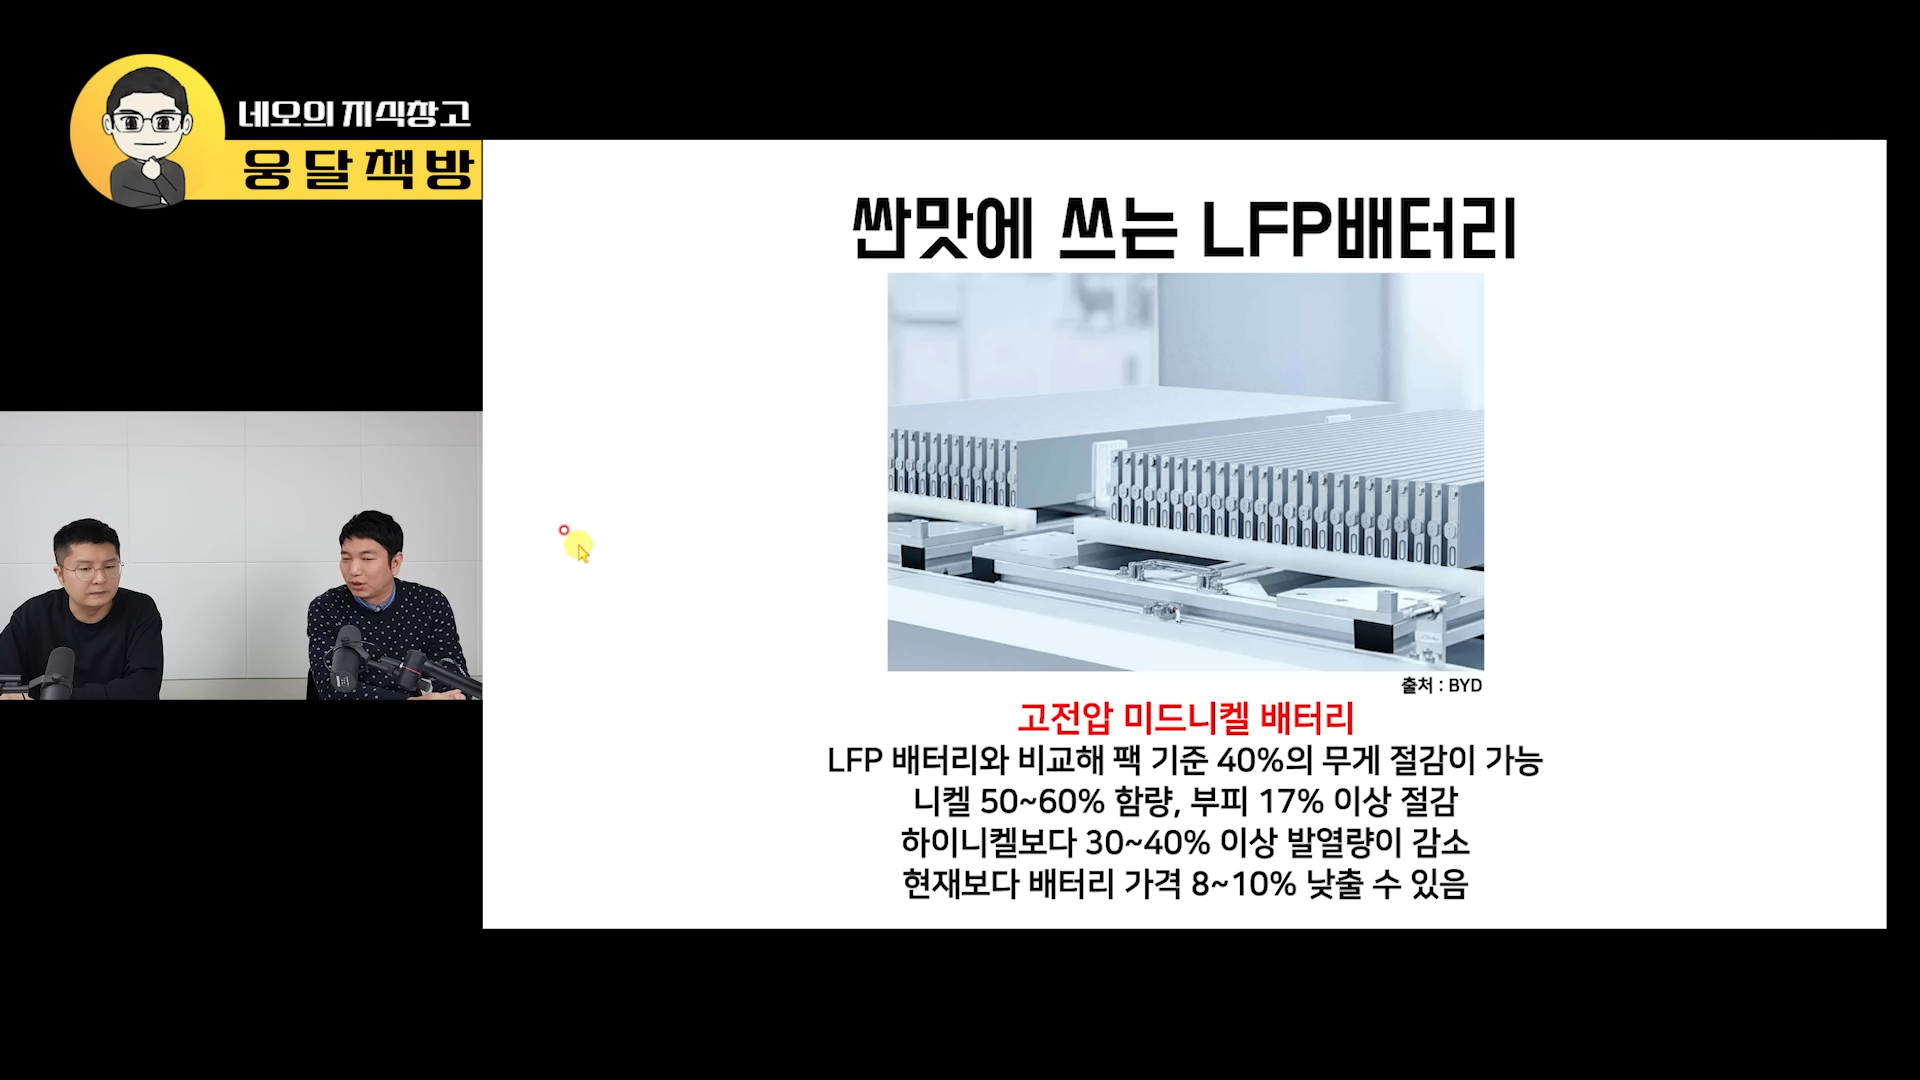 네오의 지식창고
웅달책방
싼맛에 쓰는 LFP배터리
출처 : BYD
고전압 미드니켈 배터리
LFP 배터리와 비교해 팩 기준 40%의 무게 절감이 가능
니켈 50~60% 함량, 부피 17% 이상 절감
하이니켈보다 30~40% 이상 발열량이 감소
현재보다 배터리 가격 8~10% 낮출 수 있음